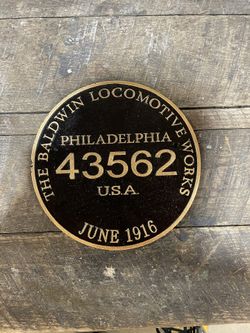 THE BALDWIN LOCOMOTIVE WORKS
PHILADELPHIA
43562
U.S.A.
JUNE 1916